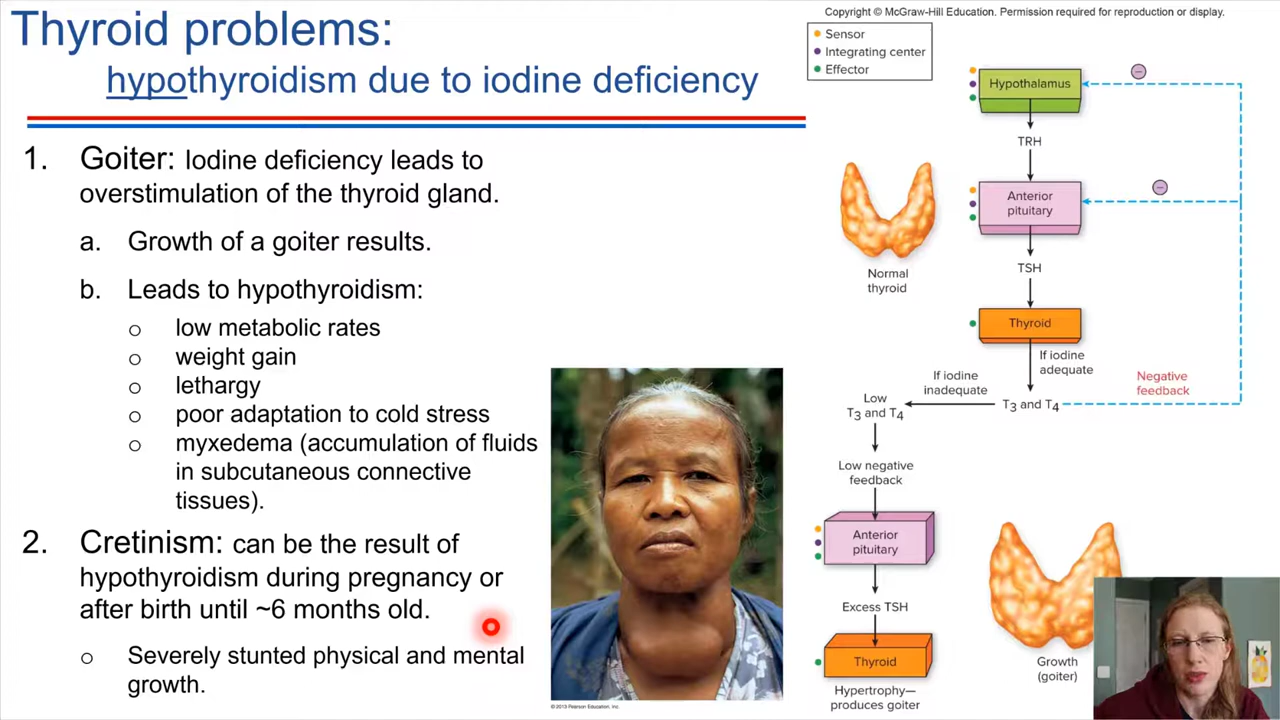 Thyroid problems:
hypothyroidism due to iodine deficiency
1. Goiter: Iodine deficiency leads to
overstimulation of the thyroid gland.
a. Growth of a goiter results.
b. Leads to hypothyroidism:
o low metabolic rates
o weight gain
o lethargy
o poor adaptation to cold stress
o myxedema (accumulation of fluids
in subcutaneous connective
tissues).
2. Cretinism: can be the result of
hypothyroidism during pregnancy or
after birth until ~6 months old.
o Severely stunted physical and mental
growth.
© 2013 Pearson Education, Inc.
Copyright © McGraw-Hill Education. Permission required for reproduction or display.
Sensor
Integrating center
Effector
Hypothalamus
−
TRH
Anterior
pituitary
−
Normal
thyroid
TSH
Thyroid
If iodine
adequate
If iodine
inadequate
Negative
feedback
Low
T3 and T4
T3 and T4
Low negative
feedback
Anterior
pituitary
Excess TSH
Thyroid
Growth
(goiter)
Hypertrophy—
produces goiter